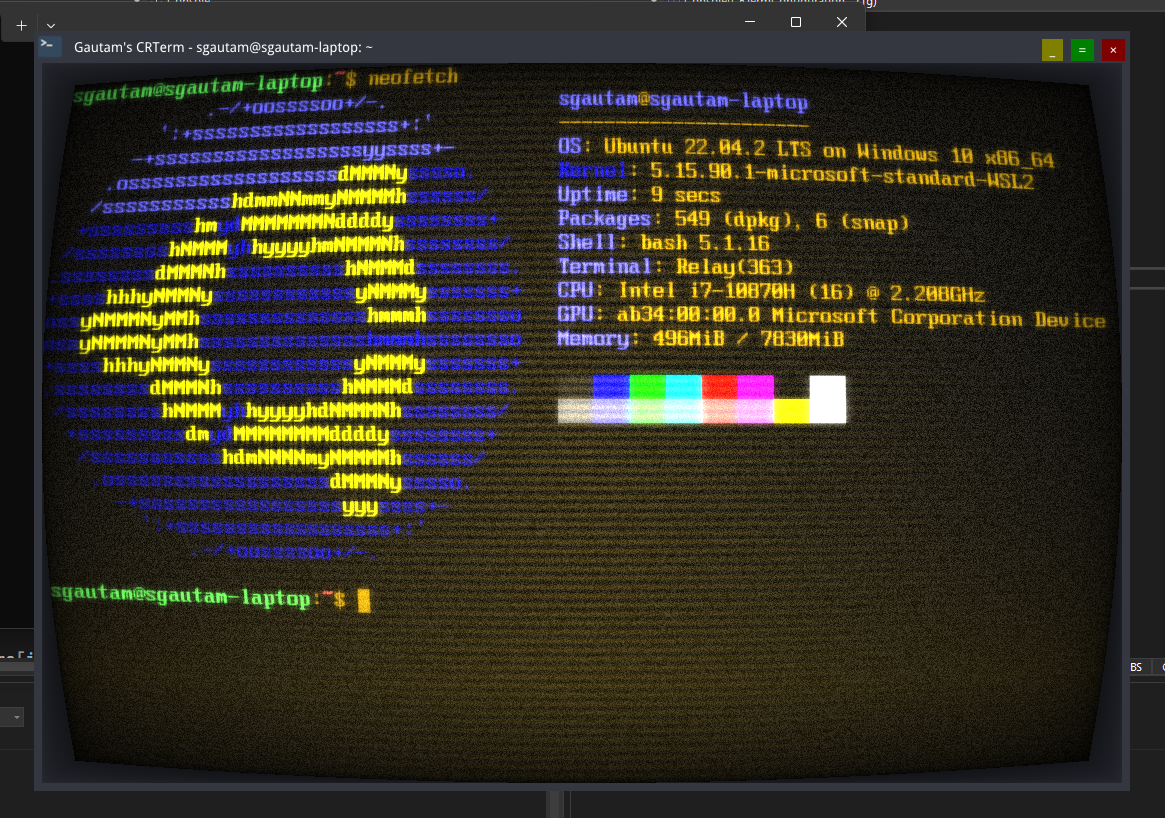 Gautam's CRTerm - sgautam@sgautam-laptop: ~
sgautam@sgautam-laptop:~$ neofetch
.-/+oossssoo+/-.
':+ssssssssssssssssss+:'
-+ssssssssssssssssssyyssss+-
.ossssssssssssssssssdMMMNysssso.
/ssssssssssshdmmNNmmyNMMMMhssssss/
+ssssssssshmydMMMMMMMNddddyssssssss+
/sssssssshNMMMyhhyyyyhmNMMMNhssssssss/
.ssssssssdMMMNhsssssssssshNMMMdssssssss.
+sssshhhyNMMNyssssssssssssyNMMMysssssss+
ossyNMMMNyMMhsssssssssssssshmmmhssssssso
ossyNMMMNyMMhsssssssssssssshmmmhssssssso
+sssshhhyNMMNyssssssssssssyNMMMysssssss+
.ssssssssdMMMNhsssssssssshNMMMdssssssss.
/sssssssshNMMMyhhyyyyhdNMMMNhssssssss/
+sssssssssdmydMMMMMMMMddddyssssssss+
/ssssssssssshdmNNNNmyNMMMMhssssss/
.ossssssssssssssssssdMMMNysssso.
-+sssssssssssssssssyyyssss+-
':+ssssssssssssssssss+:'
.-/+oossssoo+/-.
sgautam@sgautam-laptop
----------------------
OS: Ubuntu 22.04.2 LTS on Windows 10 x86_64
Kernel: 5.15.90.1-microsoft-standard-WSL2
Uptime: 9 secs
Packages: 549 (dpkg), 6 (snap)
Shell: bash 5.1.16
Terminal: Relay(363)
CPU: Intel i7-10870H (16) @ 2.208GHz
GPU: ab34:00:00.0 Microsoft Corporation Device
Memory: 496MiB / 7830MiB
sgautam@sgautam-laptop:~$
BS